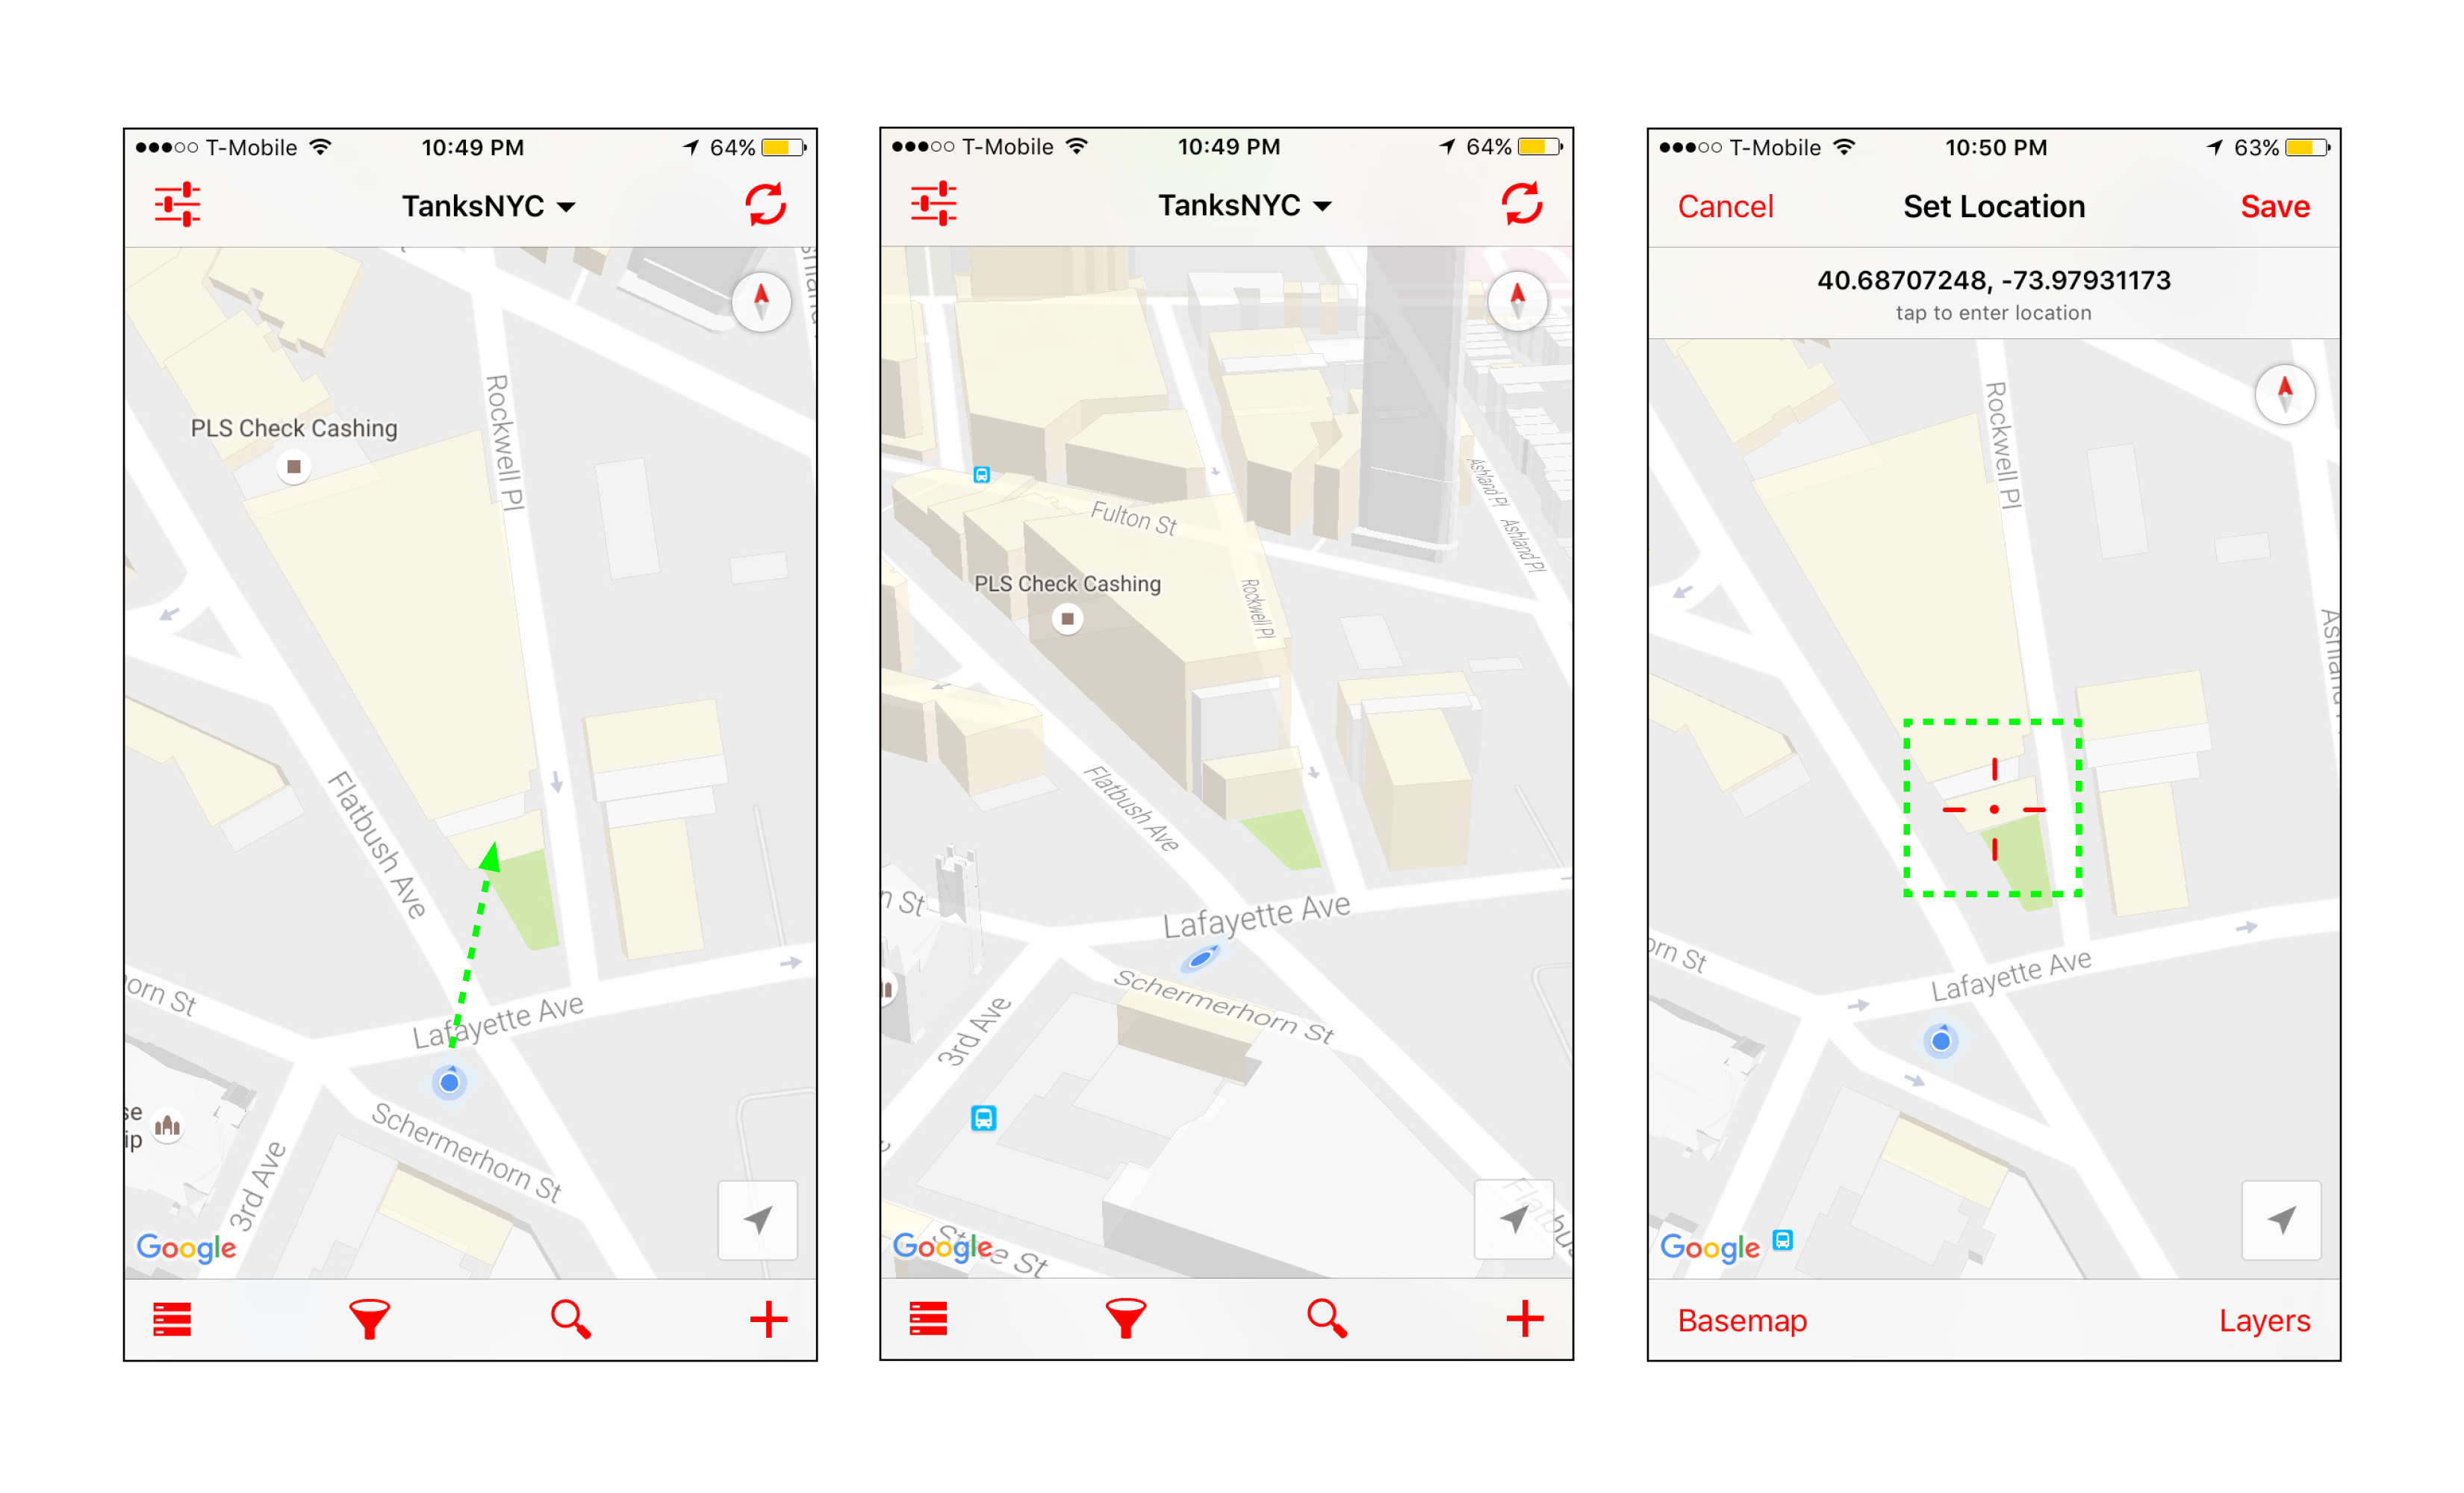 T-Mobile 10:49 PM 64%
TanksNYC
PLS Check Cashing
Rockwell Pl
Flatbush Ave
Lafayette Ave
orn St
Schermerhorn St
se
ip
3rd Ave
Google
T-Mobile 10:49 PM 64%
TanksNYC
Fulton St
Ashland Pl
Ashland Pl
PLS Check Cashing
Rockwell Pl
Flatbush Ave
n St
Lafayette Ave
Schermerhorn St
3rd Ave
Flatbus
Google
State St
T-Mobile 10:50 PM 63%
Cancel Set Location Save
40.68707248, -73.97931173
tap to enter location
Rockwell Pl
Ashland
orn St
Lafayette Ave
Google
Basemap Layers